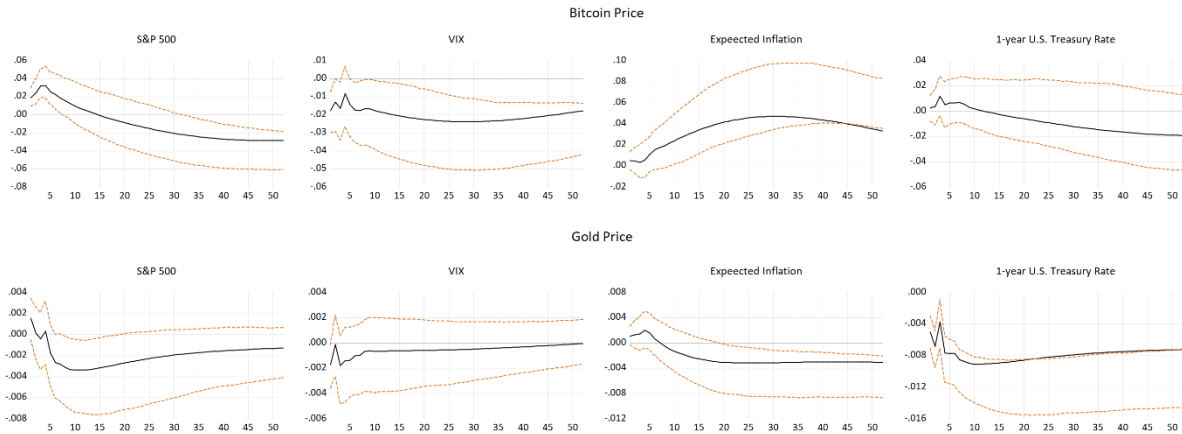 Bitcoin Price
S&P 500 VIX Expeected Inflation 1-year U.S. Treasury Rate
.06 .01 .10 .04
.04 .00 .08 .02
.02 -.01 .06 .00
.00 -.02 .04 -.02
-.02 -.03 .02 -.04
-.04 -.04 .00 -.06
-.06 -.05 -.02
-.08 -.06
5 10 15 20 25 30 35 40 45 50 5 10 15 20 25 30 35 40 45 50 5 10 15 20 25 30 35 40 45 50 5 10 15 20 25 30 35 40 45 50
Gold Price
S&P 500 VIX Expeected Inflation 1-year U.S. Treasury Rate
.004 .004 .008 .000
.002 .002 .004 -.004
.000 .000 .000 -.008
-.002 -.002 -.004 -.012
-.004 -.004 -.008 -.016
-.006 -.006 -.012
-.008
5 10 15 20 25 30 35 40 45 50 5 10 15 20 25 30 35 40 45 50 5 10 15 20 25 30 35 40 45 50 5 10 15 20 25 30 35 40 45 50